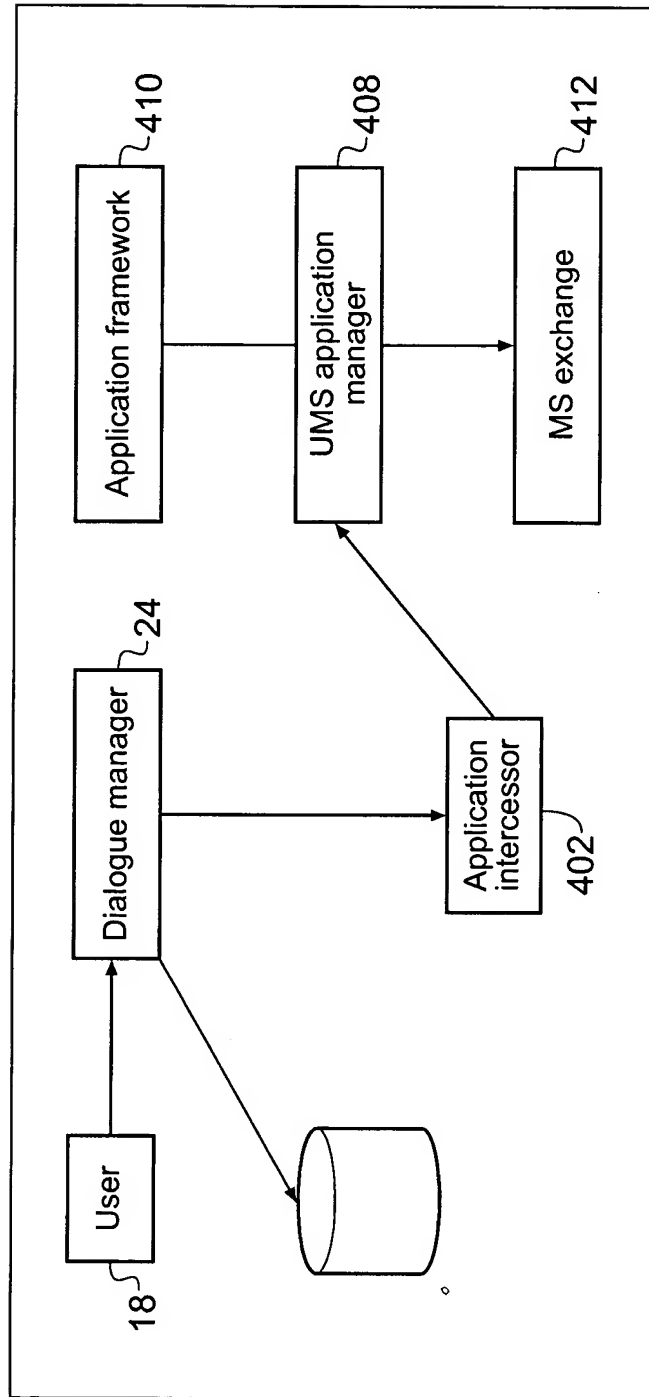 User
18
Dialogue manager
24
Application framework
410
Application
intercessor
402
UMS application
manager
408
MS exchange
412